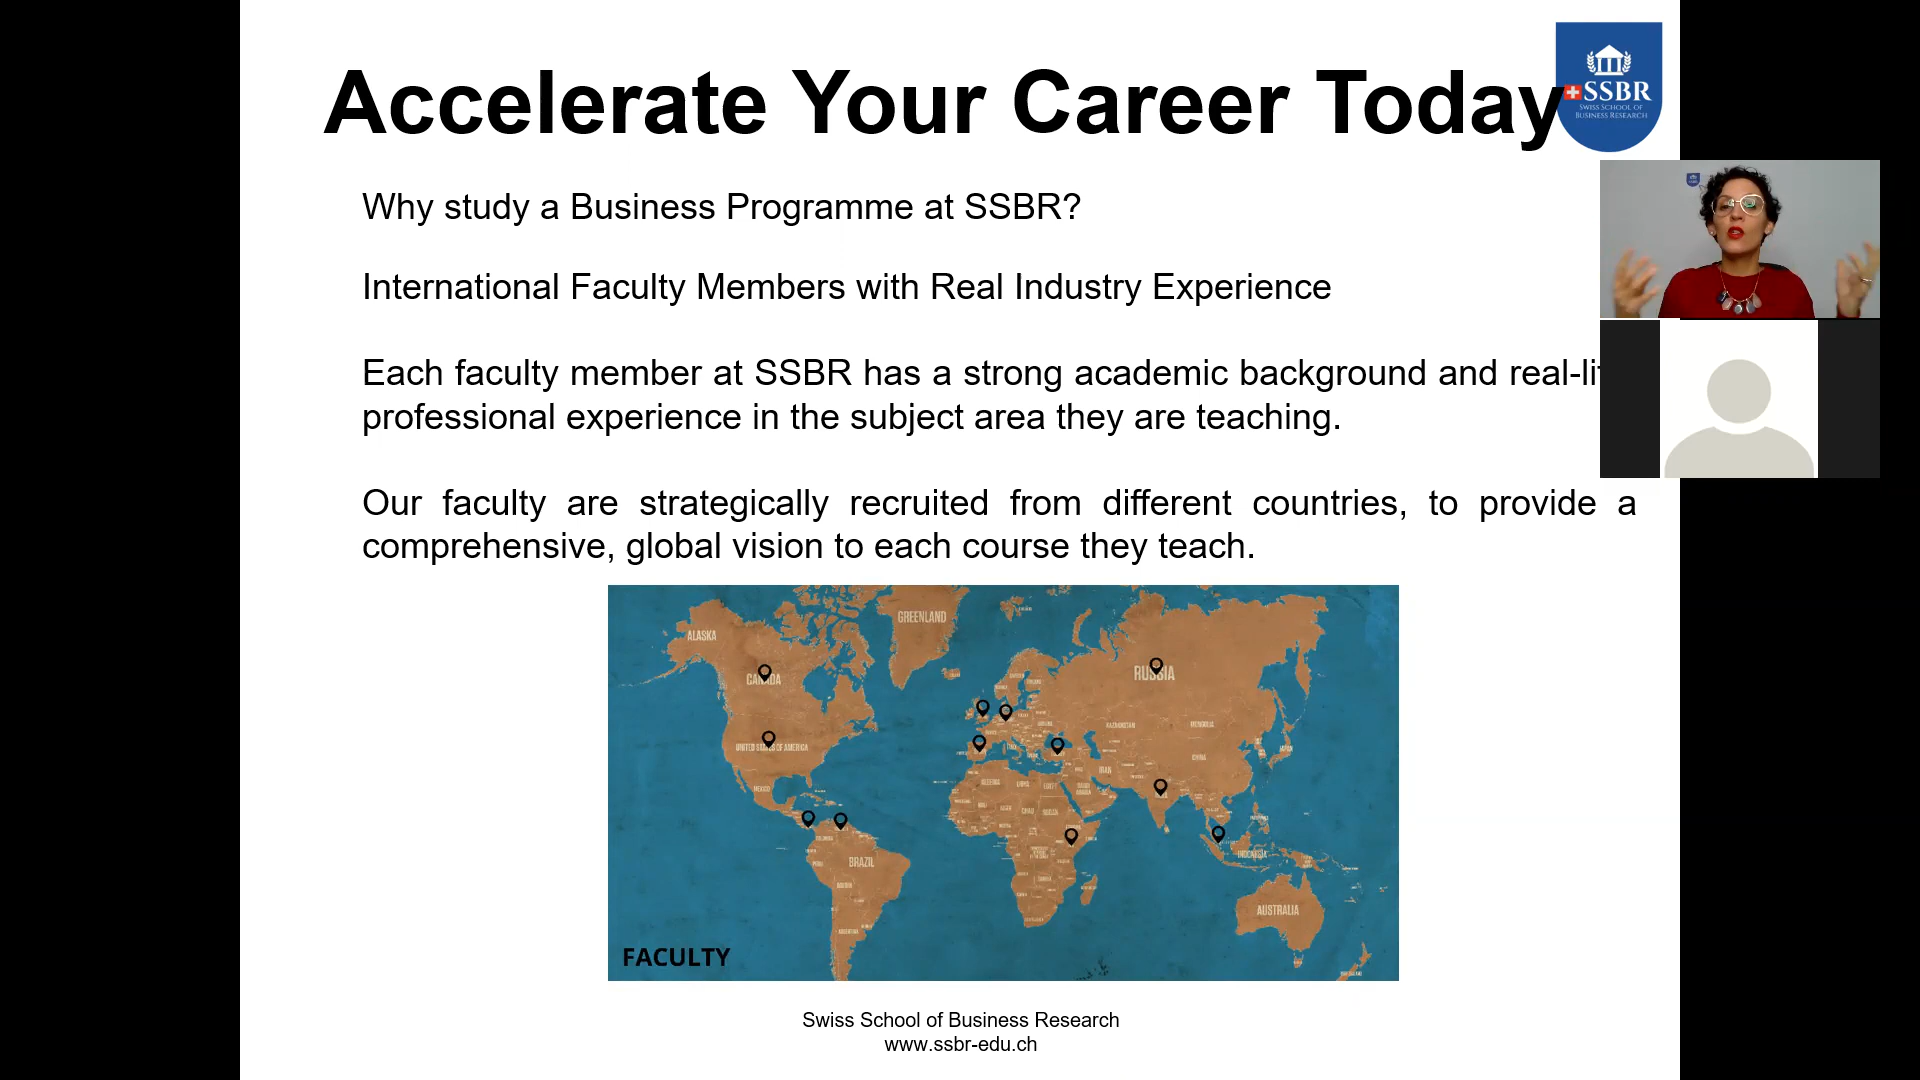 Accelerate Your Career Today
SSBR
SWISS SCHOOL OF
BUSINESS RESEARCH
Why study a Business Programme at SSBR?
International Faculty Members with Real Industry Experience
Each faculty member at SSBR has a strong academic background and real-li
professional experience in the subject area they are teaching.
Our faculty are strategically recruited from different countries, to provide a
comprehensive, global vision to each course they teach.
GREENLAND
ALASKA
CANADA
RUSSIA
UNITED STATES OF AMERICA
KAZAKHSTAN
MONGOLIA
CHINA
JAPAN
IRAN
MEXICO
ALGERIA
LIBYA
BRAZIL
INDONESIA
AUSTRALIA
FACULTY
Swiss School of Business Research
www.ssbr-edu.ch